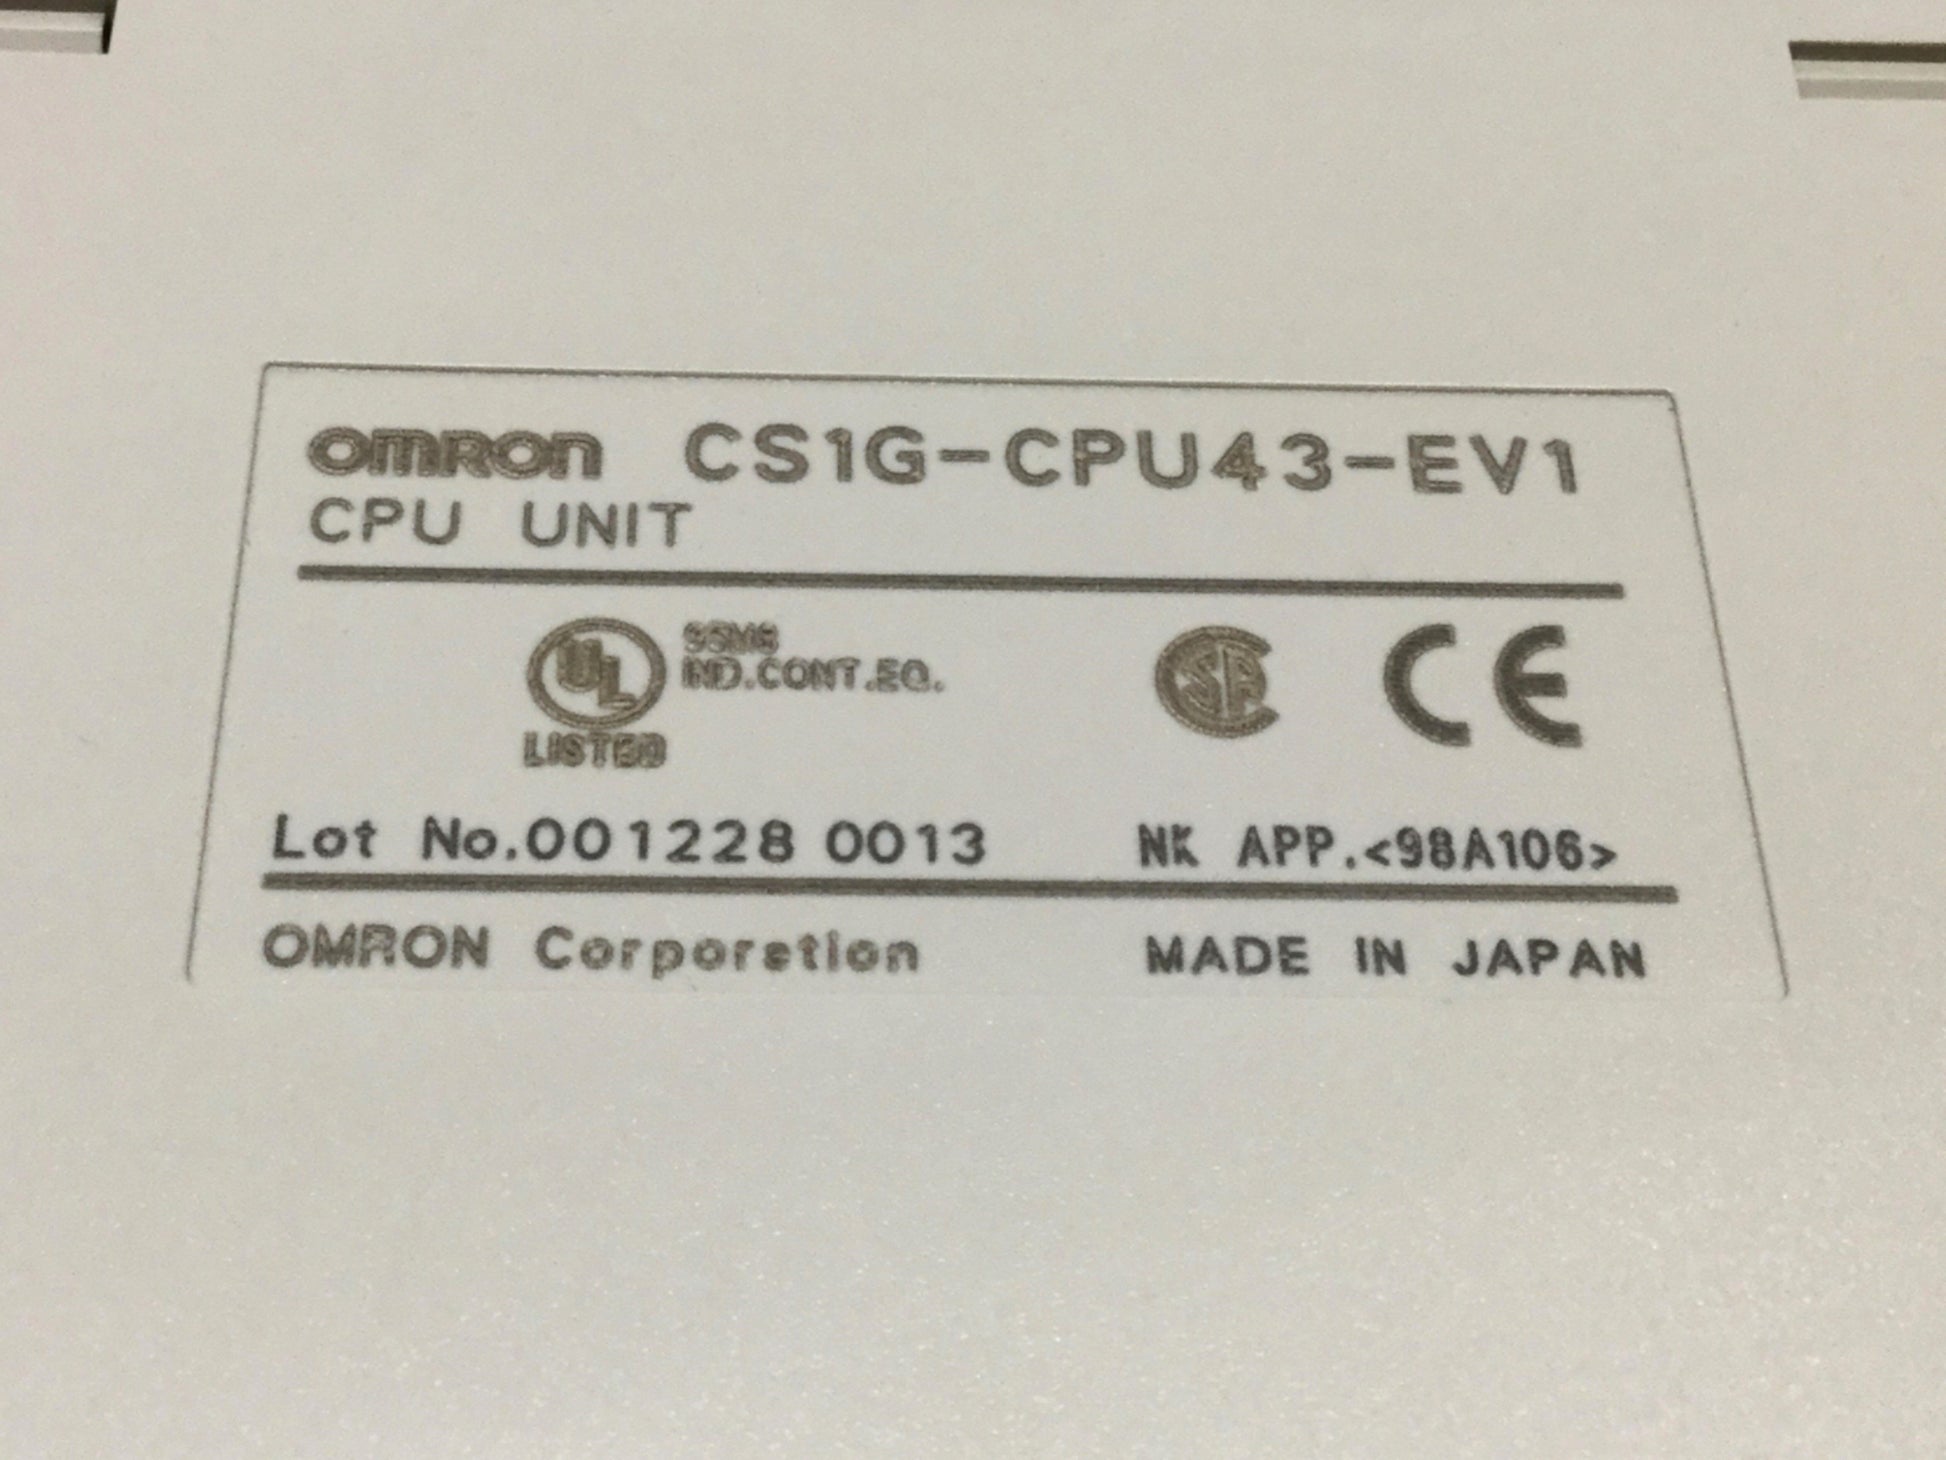 OMRON CS1G-CPU43-EV1
CPU UNIT
UL
LISTED
IND.CONT.EQ.
SA
CE
Lot No.001228 0013
NK APP.<98A106>
OMRON Corporation
MADE IN JAPAN